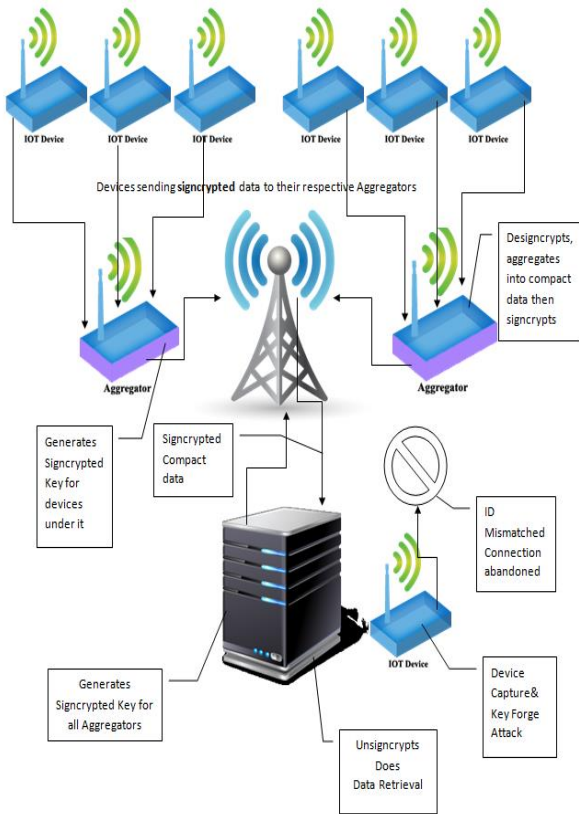 IOT Device
IOT Device
IOT Device
IOT Device
IOT Device
IOT Device
Devices sending signcrypted data to their respective Aggregators
Designcrypts,
aggregates
into compact
data then
signcrypts
Aggregator
Aggregator
Generates
Signcrypted
Key for
devices
under it
Signcrypted
Compact
data
ID
Mismatched
Connection
abandoned
IOT Device
Generates
Signcrypted Key for
all Aggregators
Device
Capture&
Key Forge
Attack
Unsigncrypts
Does
Data Retrieval